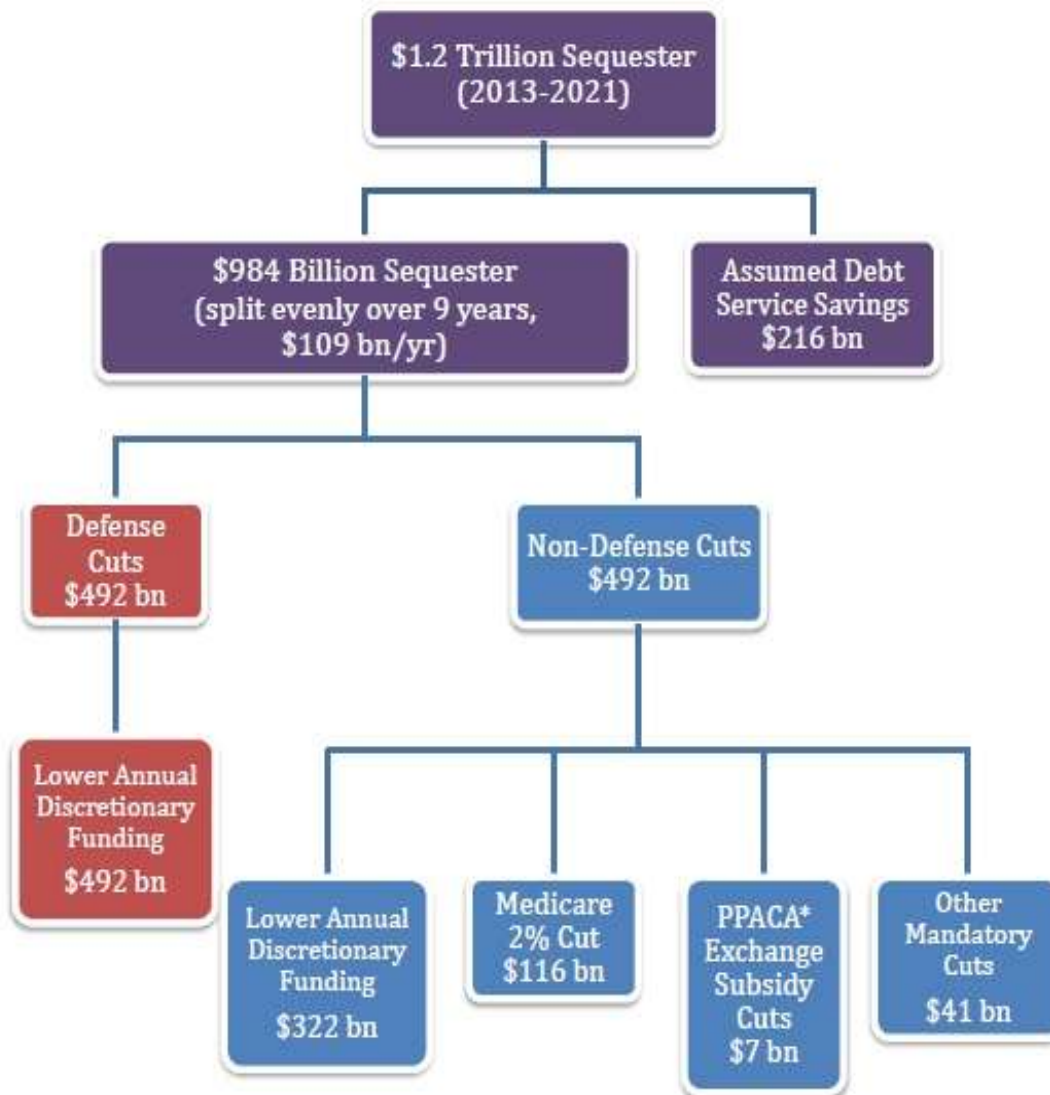 $1.2 Trillion Sequester
(2013-2021)
$984 Billion Sequester
(split evenly over 9 years,
$109 bn/yr)
Assumed Debt
Service Savings
$216 bn
Defense
Cuts
$492 bn
Non-Defense Cuts
$492 bn
Lower Annual
Discretionary
Funding
$492 bn
Lower Annual
Discretionary
Funding
$322 bn
Medicare
2% Cut
$116 bn
PPACA*
Exchange
Subsidy
Cuts
$7 bn
Other
Mandatory
Cuts
$41 bn